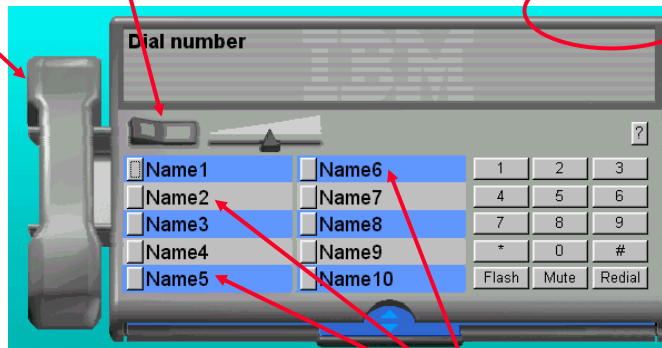 Dial number
IBM
?
Name1 Name6 1 2 3
Name2 Name7 4 5 6
Name3 Name8 7 8 9
Name4 Name9 * 0 #
Name5 Name10 Flash Mute Redial